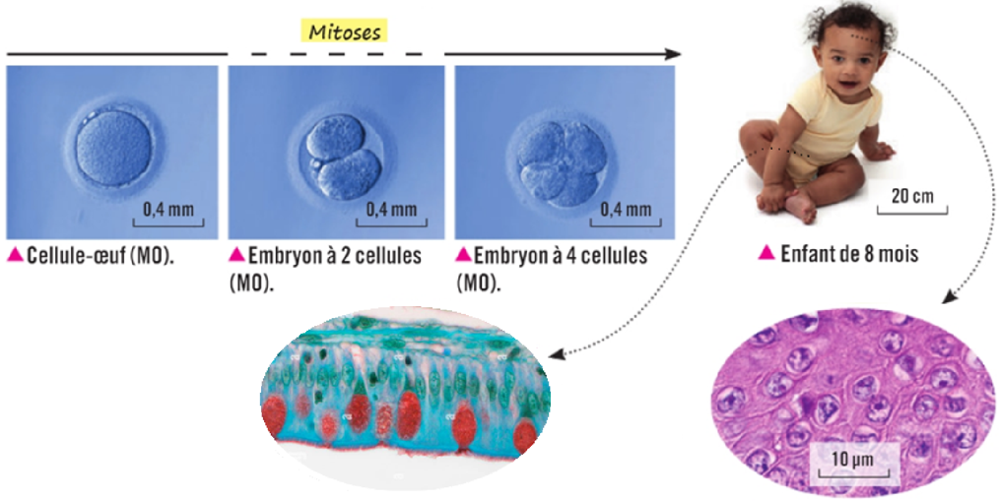 Mitoses
0,4 mm
0,4 mm
0,4 mm
20 cm
▲ Cellule-œuf (MO).
▲ Embryon à 2 cellules
(MO).
▲ Embryon à 4 cellules
(MO).
▲ Enfant de 8 mois
10 µm